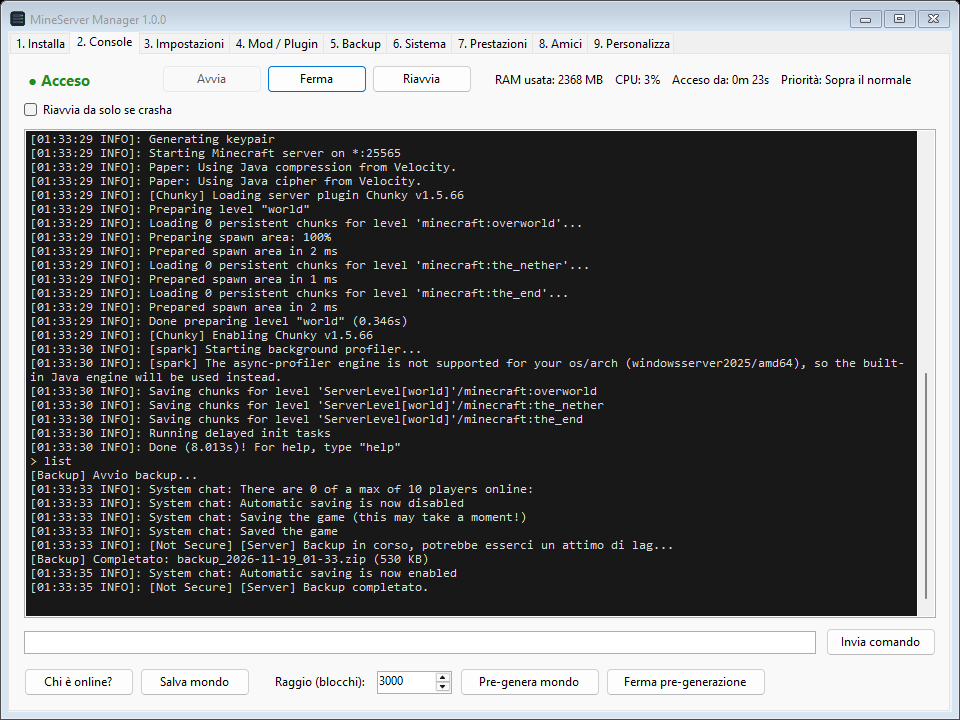 MineServer Manager 1.0.0
1. Installa 2. Console 3. Impostazioni 4. Mod / Plugin 5. Backup 6. Sistema 7. Prestazioni 8. Amici 9. Personalizza
● Acceso Avvia Ferma Riavvia RAM usata: 2368 MB CPU: 3% Acceso da: 0m 23s Priorità: Sopra il normale
Riavvia da solo se crasha
[01:33:29 INFO]: Generating keypair
[01:33:29 INFO]: Starting Minecraft server on *:25565
[01:33:29 INFO]: Paper: Using Java compression from Velocity.
[01:33:29 INFO]: Paper: Using Java cipher from Velocity.
[01:33:29 INFO]: [Chunky] Loading server plugin Chunky v1.5.66
[01:33:29 INFO]: Preparing level "world"
[01:33:29 INFO]: Loading 0 persistent chunks for level 'minecraft:overworld'...
[01:33:29 INFO]: Preparing spawn area: 100%
[01:33:29 INFO]: Prepared spawn area in 2 ms
[01:33:29 INFO]: Loading 0 persistent chunks for level 'minecraft:the_nether'...
[01:33:29 INFO]: Prepared spawn area in 1 ms
[01:33:29 INFO]: Loading 0 persistent chunks for level 'minecraft:the_end'...
[01:33:29 INFO]: Prepared spawn area in 2 ms
[01:33:29 INFO]: Done preparing level "world" (0.346s)
[01:33:29 INFO]: [Chunky] Enabling Chunky v1.5.66
[01:33:30 INFO]: [spark] Starting background profiler...
[01:33:30 INFO]: [spark] The async-profiler engine is not supported for your os/arch (windowsserver2025/amd64), so the built-
in Java engine will be used instead.
[01:33:30 INFO]: Saving chunks for level 'ServerLevel[world]'/minecraft:overworld
[01:33:30 INFO]: Saving chunks for level 'ServerLevel[world]'/minecraft:the_nether
[01:33:30 INFO]: Saving chunks for level 'ServerLevel[world]'/minecraft:the_end
[01:33:30 INFO]: Running delayed init tasks
[01:33:30 INFO]: Done (8.013s)! For help, type "help"
> list
[Backup] Avvio backup...
[01:33:33 INFO]: System chat: There are 0 of a max of 10 players online:
[01:33:33 INFO]: System chat: Automatic saving is now disabled
[01:33:33 INFO]: System chat: Saving the game (this may take a moment!)
[01:33:33 INFO]: System chat: Saved the game
[01:33:33 INFO]: [Not Secure] [Server] Backup in corso, potrebbe esserci un attimo di lag...
[Backup] Completato: backup_2026-11-19_01-33.zip (530 KB)
[01:33:35 INFO]: System chat: Automatic saving is now enabled
[01:33:35 INFO]: [Not Secure] [Server] Backup completato.
Invia comando
Chi è online? Salva mondo Raggio (blocchi): 3000 Pre-genera mondo Ferma pre-generazione